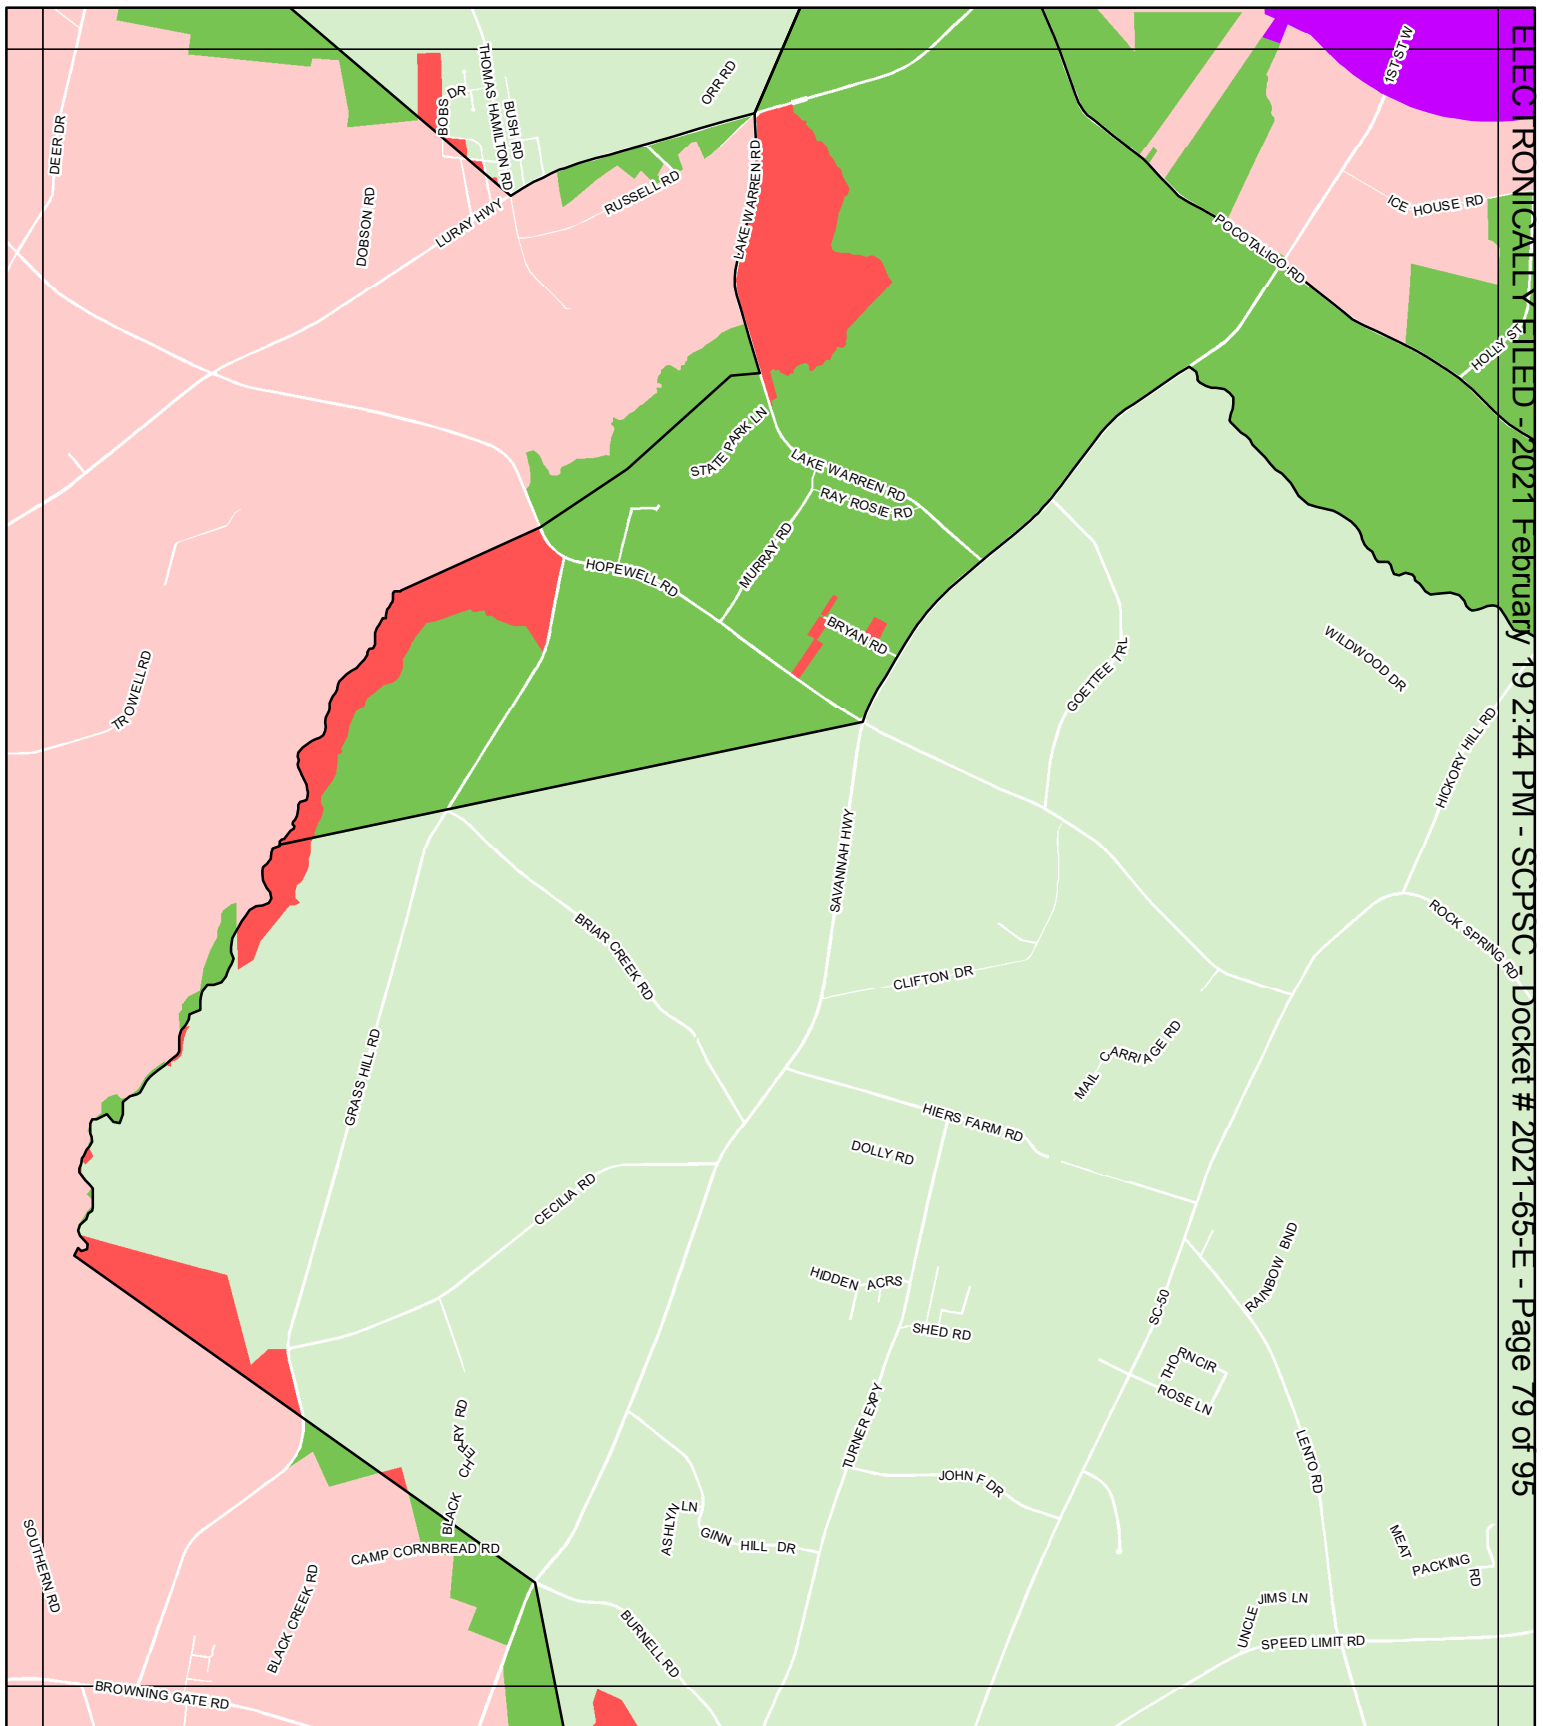 ELECTRONICALLY FILED - 2021 February 19 2:44 PM - SCPSC - Docket # 2021-65-E - Page 79 of 95
1ST ST W
THOMAS HAMILTON RD
BOBS DR
BUSH RD
ORR RD
DEER DR
DOBSON RD
LURAY HWY
RUSSELL RD
LAKE WARREN RD
ICE HOUSE RD
POCOTALIGO RD
HOLLY ST
STATE PARK LN
LAKE WARREN RD
RAY ROSIE RD
MURRAY RD
HOPEWELL RD
BRYAN RD
TROWELL RD
GOETTEE TRL
WILDWOOD DR
HICKORY HILL RD
SAVANNAH HWY
BRIAR CREEK RD
ROCK SPRING RD
CLIFTON DR
GRASS HILL RD
MAIL CARRIAGE RD
HIERS FARM RD
DOLLY RD
CECILIA RD
HIDDEN ACRS
RAINBOW BND
SC-50
SHED RD
THORN CIR
ROSE LN
TURNER EXPY
BLACK CHERRY RD
LENTO RD
JOHN F DR
ASHLYN LN
GINN HILL DR
CAMP CORNBREAD RD
SOUTHERN RD
BLACK CREEK RD
MEAT PACKING RD
UNCLE JIMS LN
SPEED LIMIT RD
BURNELL RD
BROWNING GATE RD